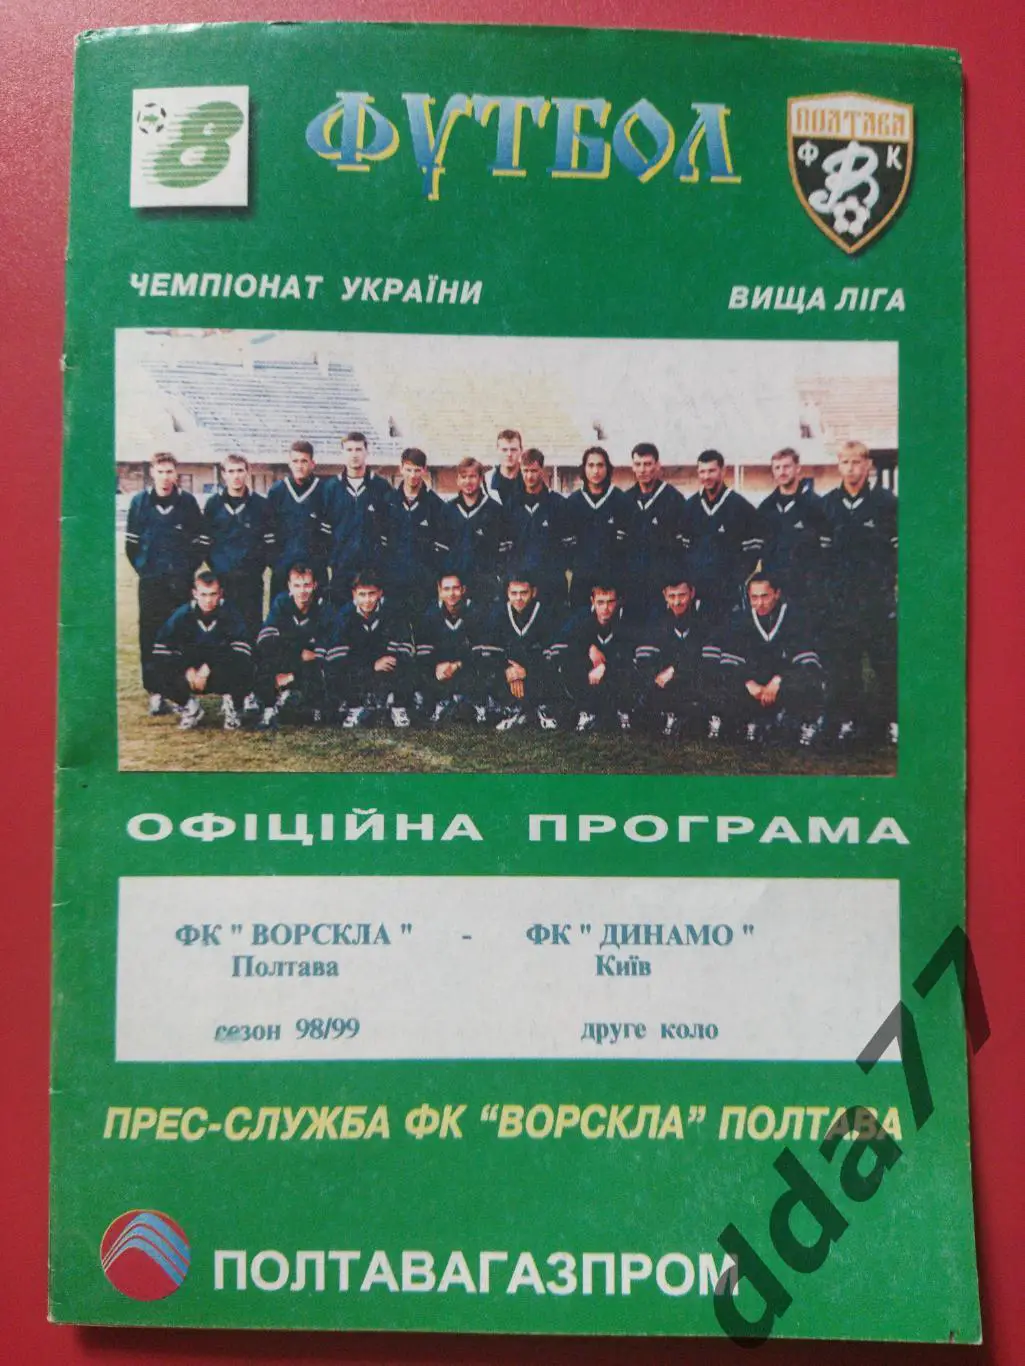 8 ФУТБОЛ ПОЛТАВА
Ф К
В
ЧЕМПІОНАТ УКРАЇНИ ВИЩА ЛІГА
ОФІЦІЙНА ПРОГРАМА
ФК " ВОРСКЛА " - ФК " ДИНАМО "
Полтава Київ
сезон 98/99 друге коло
ПРЕС-СЛУЖБА ФК "ВОРСКЛА" ПОЛТАВА
ПОЛТАВАГАЗПРОМ
dda77